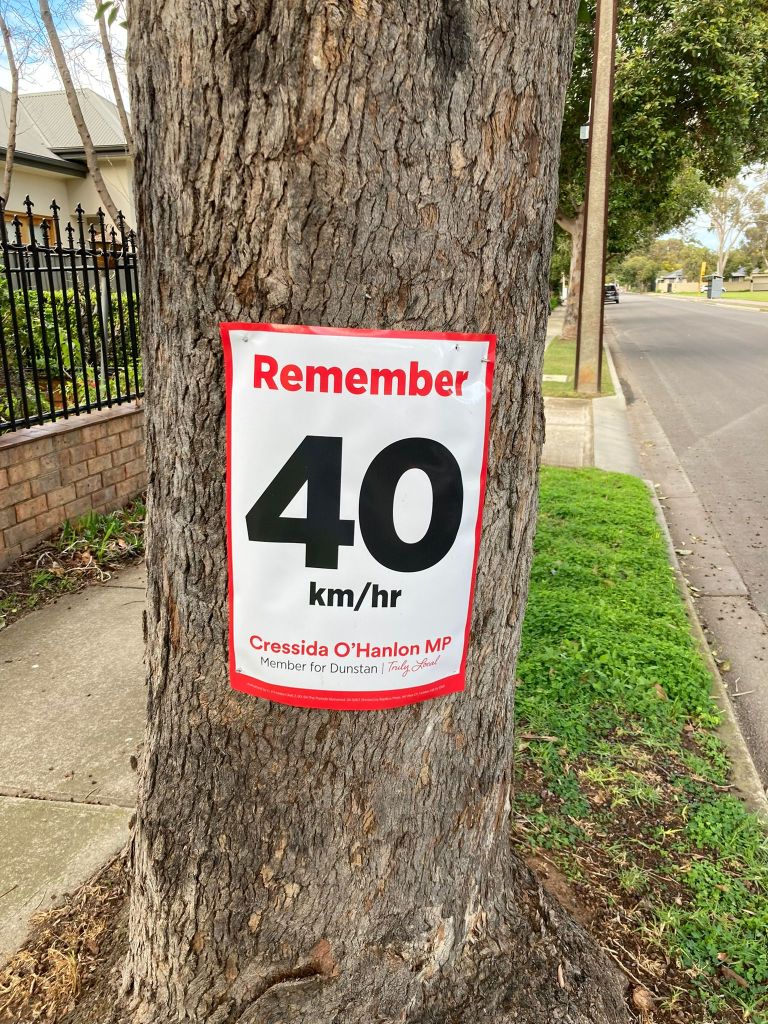 Remember
40
km/hr
Cressida O'Hanlon MP
Member for Dunstan | Truly Local